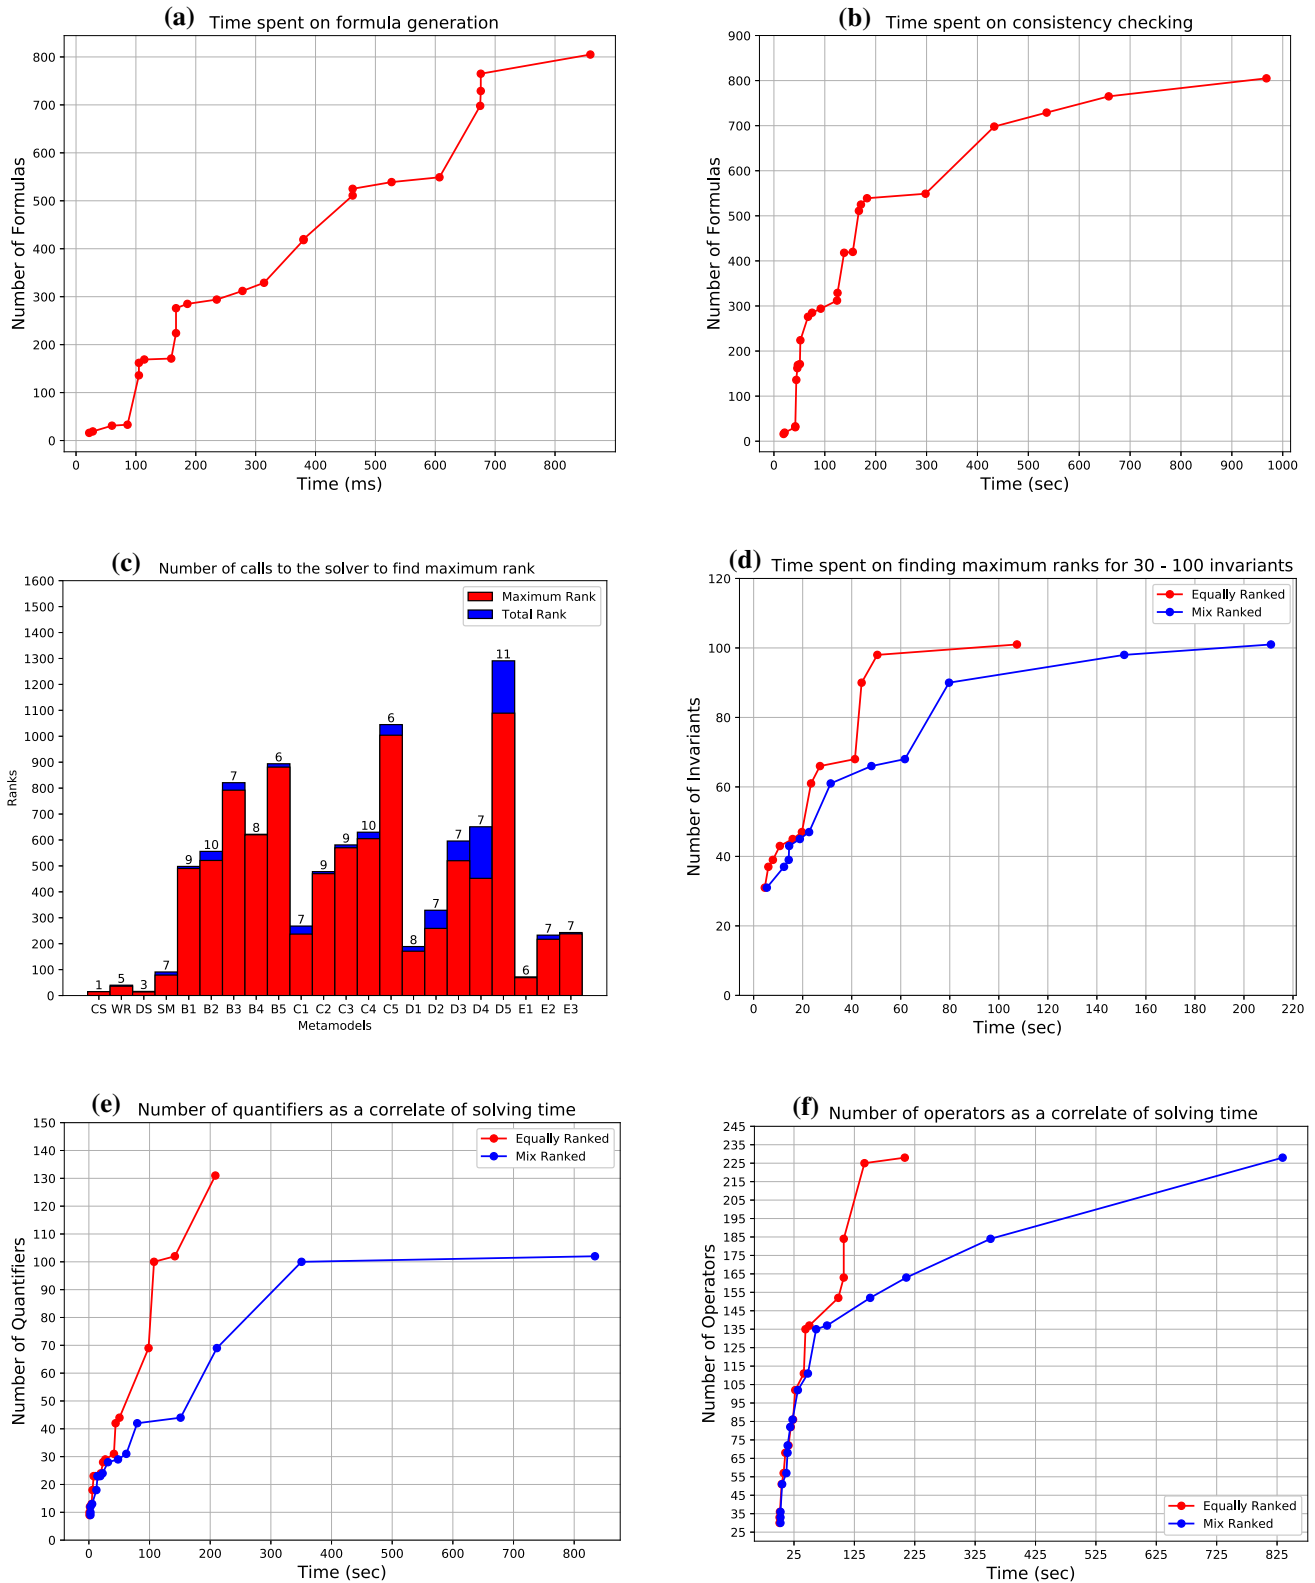 (a) Time spent on formula generation
800
700
600
500
400
300
200
100
0
Number of Formulas
0 100 200 300 400 500 600 700 800
Time (ms)
(b) Time spent on consistency checking
900
800
700
600
500
400
300
200
100
0
Number of Formulas
0 100 200 300 400 500 600 700 800 900 1000
Time (sec)
(c) Number of calls to the solver to find maximum rank
1600
1500
1400
1300
1200
1100
1000
900
800
700
600
500
400
300
200
100
0
Ranks
Maximum Rank
Total Rank
1 5 3 7 9 10 7 8 6 7 9 9 10 6 8 7 7 7 11 6 7 7
CS WR DS SM B1 B2 B3 B4 B5 C1 C2 C3 C4 C5 D1 D2 D3 D4 D5 E1 E2 E3
Metamodels
(d) Time spent on finding maximum ranks for 30 - 100 invariants
120
100
80
60
40
20
0
Number of Invariants
Equally Ranked
Mix Ranked
0 20 40 60 80 100 120 140 160 180 200 220
Time (sec)
(e) Number of quantifiers as a correlate of solving time
150
140
130
120
110
100
90
80
70
60
50
40
30
20
10
0
Number of Quantifiers
Equally Ranked
Mix Ranked
0 100 200 300 400 500 600 700 800
Time (sec)
(f) Number of operators as a correlate of solving time
245
235
225
215
205
195
185
175
165
155
145
135
125
115
105
95
85
75
65
55
45
35
25
Number of Operators
Equally Ranked
Mix Ranked
25 125 225 325 425 525 625 725 825
Time (sec)